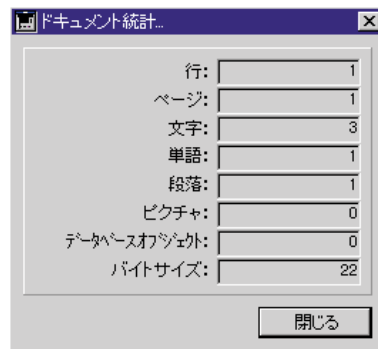 ドキュメント統計...
行: 1
ページ: 1
文字: 3
単語: 1
段落: 1
ピクチャ: 0
ﾃﾞｰﾀﾍﾞｰｽｵﾌﾞｼﾞｪｸﾄ: 0
バイトサイズ: 22
閉じる